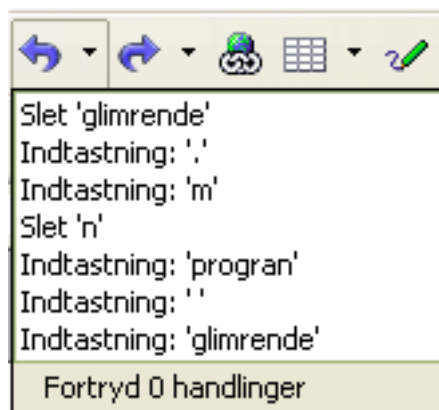 Slet 'glimrende'
Indtastning: '.'
Indtastning: 'm'
Slet 'n'
Indtastning: 'progran'
Indtastning: ' '
Indtastning: 'glimrende'
Fortryd 0 handlinger